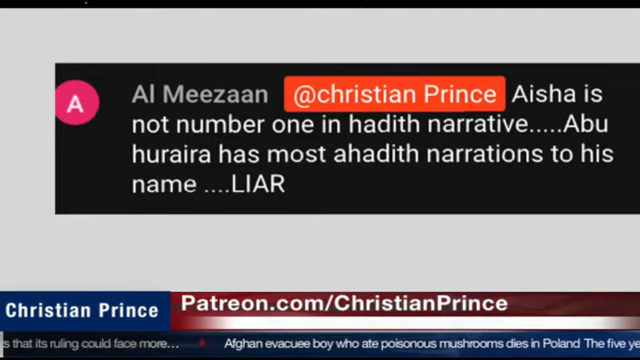 A
Al Meezaan @christian Prince Aisha is
not number one in hadith narrative.....Abu
huraira has most ahadith narrations to his
name ....LIAR
Christian Prince
Patreon.com/ChristianPrince
s that its ruling could face more... Afghan evacuee boy who ate poisonous mushrooms dies in Poland The five ye